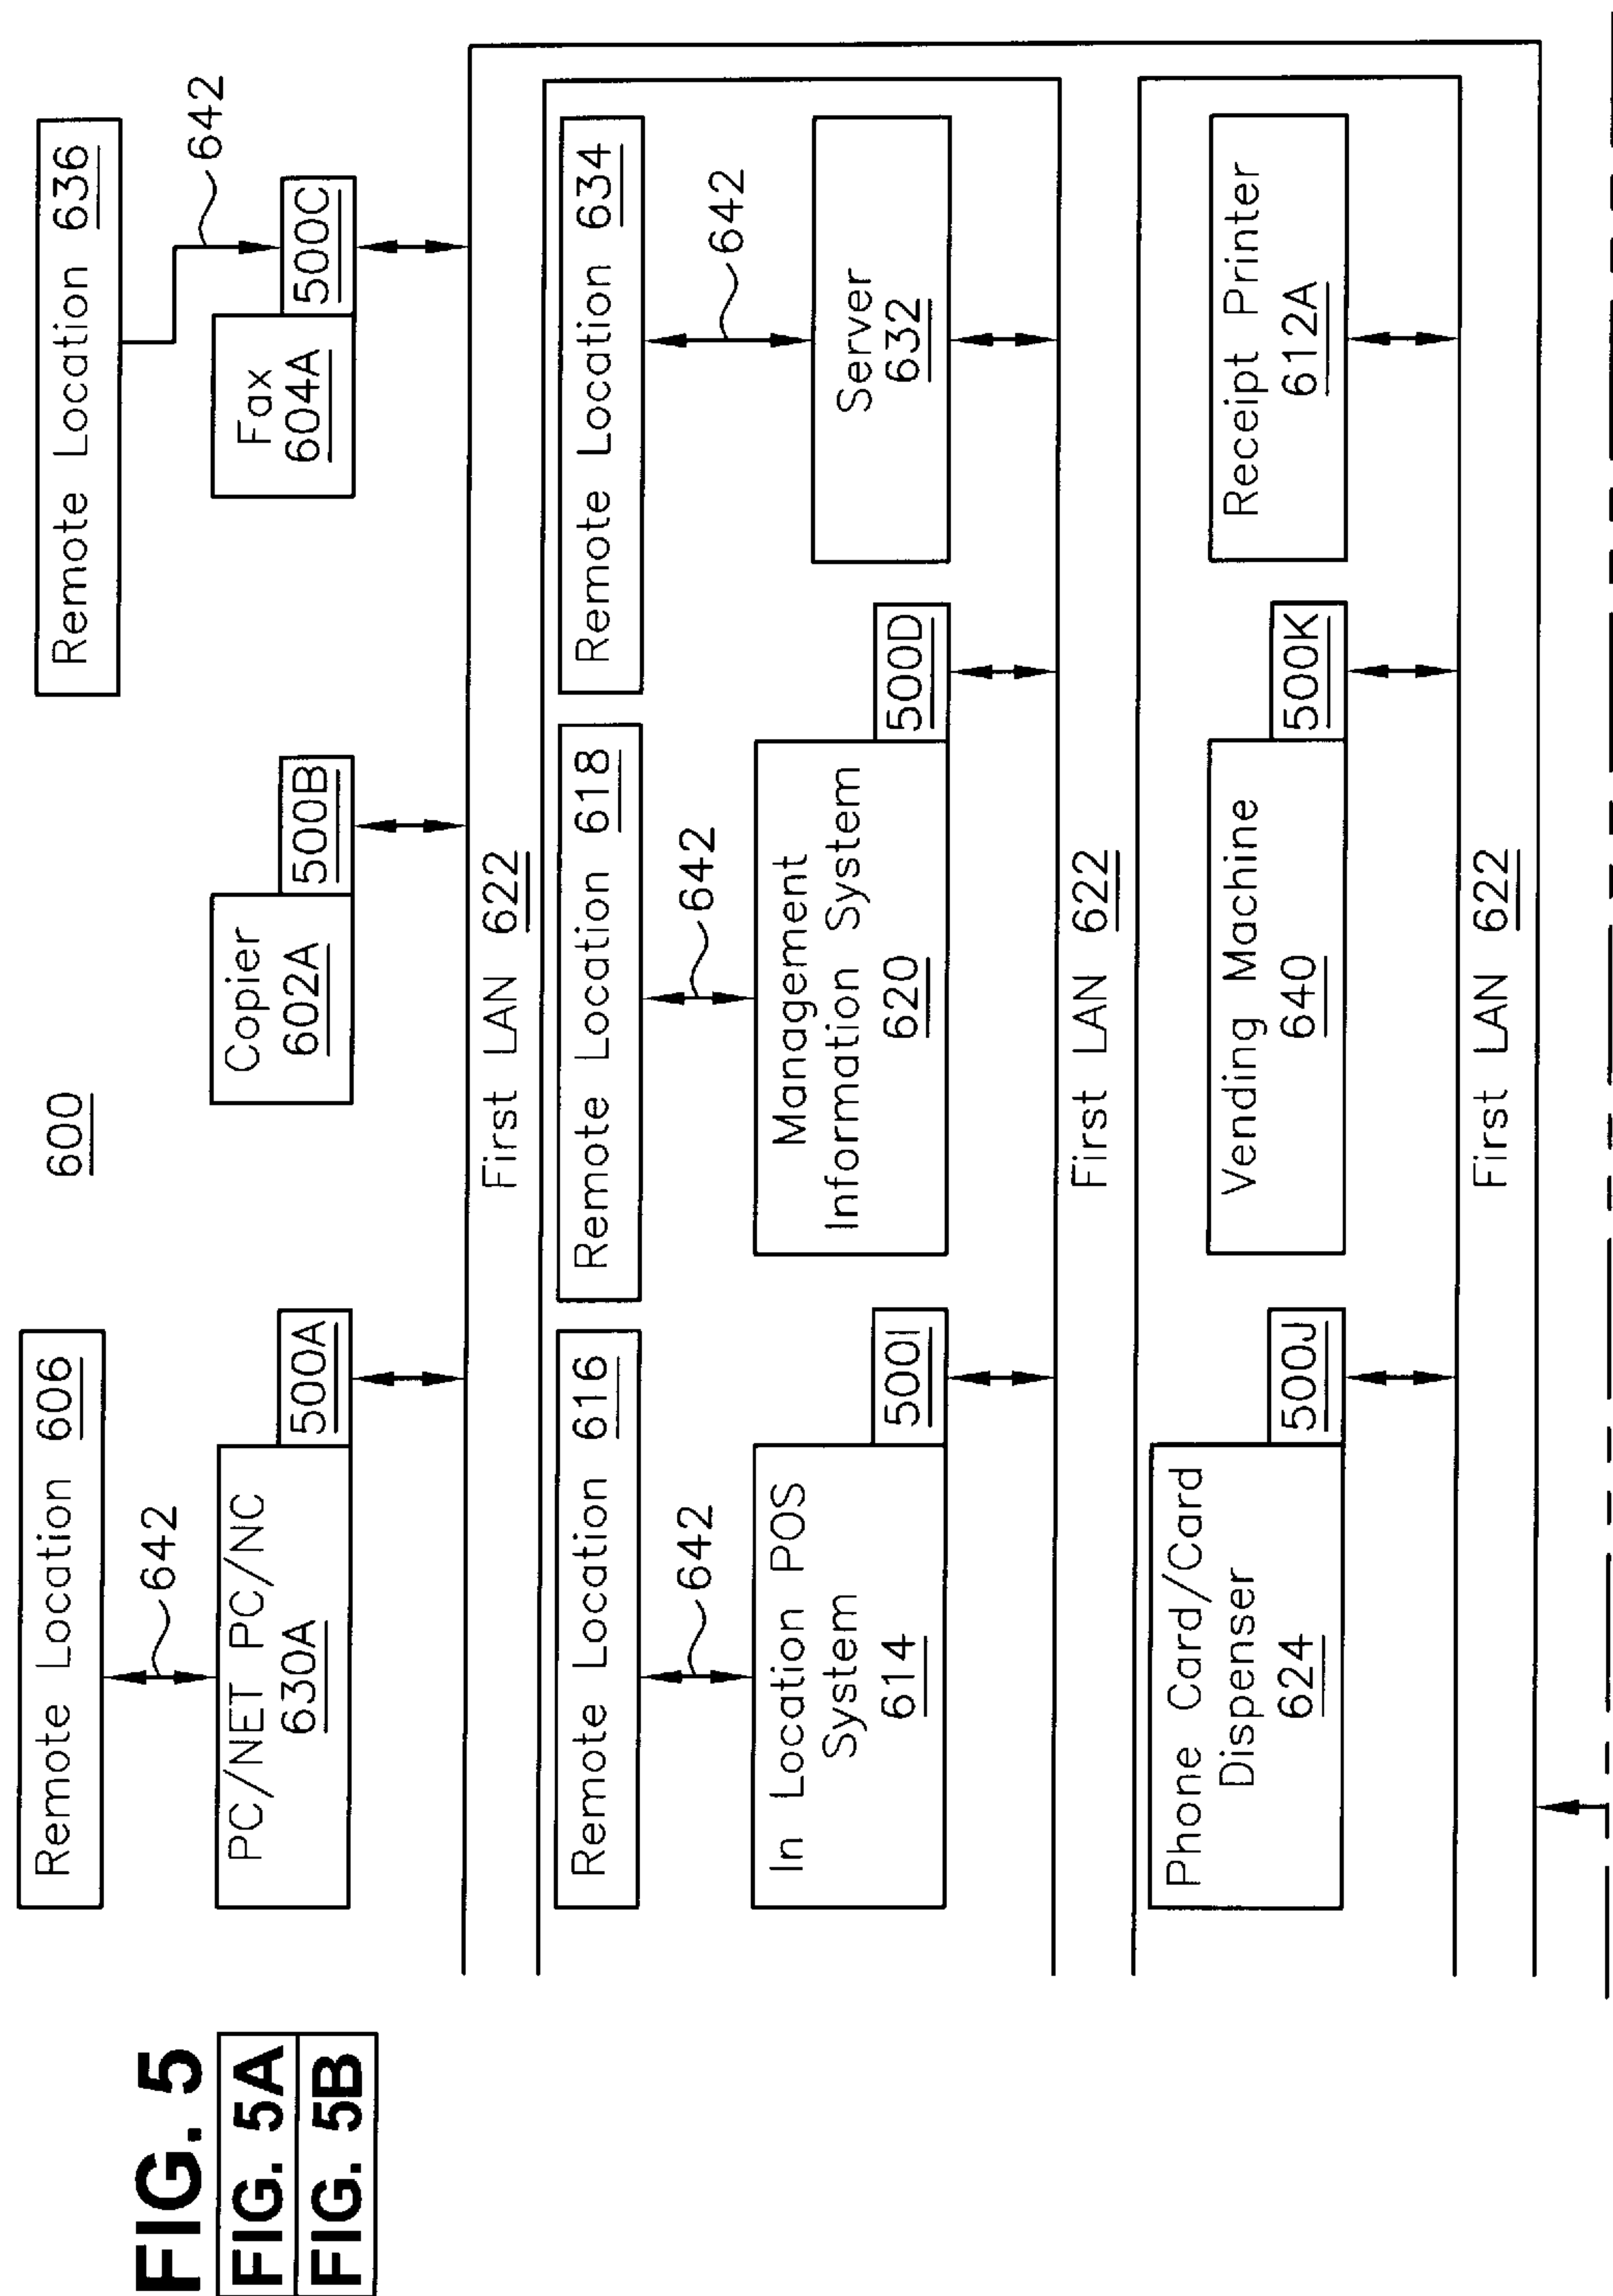 FIG. 5
FIG. 5A
FIG. 5B
600
Remote Location 606
642
PC/NET PC/NC
630A
500A
Copier
602A
500B
Remote Location 636
642
Fax
604A
500C
First LAN 622
Remote Location 616
642
In Location POS
System
614
500I
Remote Location 618
642
Management
Information System
620
500D
Remote Location 634
642
Server
632
First LAN 622
Phone Card/Card
Dispenser
624
500J
Vending Machine
640
500K
Receipt Printer
612A
First LAN 622